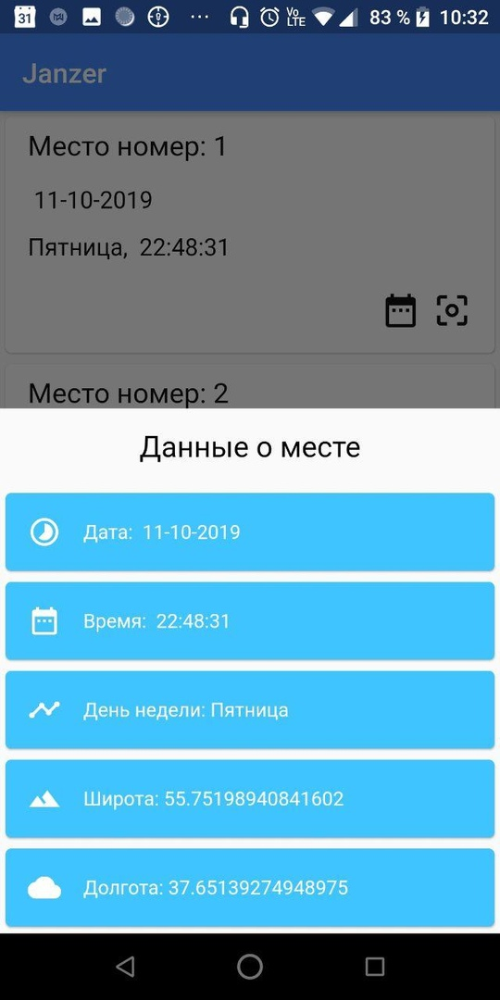 31 Vo LTE 83 % 10:32
Janzer
Место номер: 1
11-10-2019
Пятница, 22:48:31
Место номер: 2
Данные о месте
Дата: 11-10-2019
Время: 22:48:31
День недели: Пятница
Широта: 55.75198940841602
Долгота: 37.65139274948975